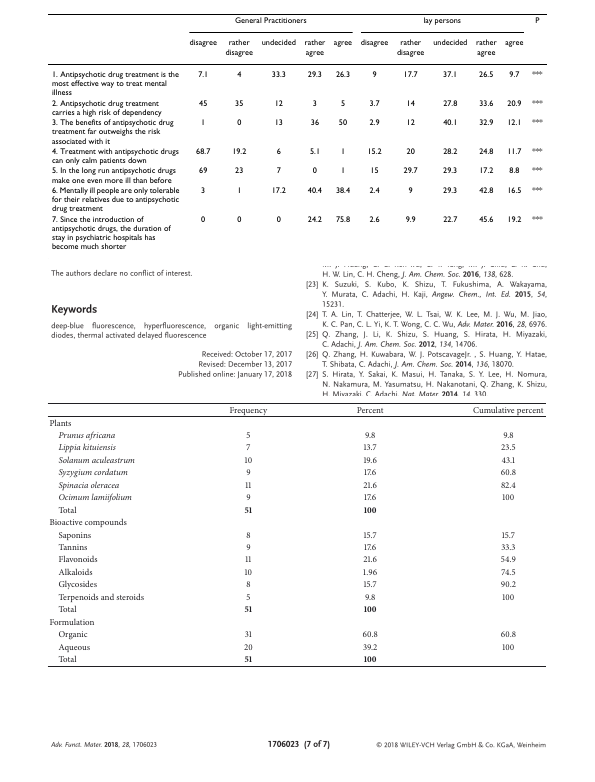 General Practitioners lay persons P
disagree rather disagree undecided rather agree agree disagree rather disagree undecided rather agree agree
1. Antipsychotic drug treatment is the 7.1 4 33.3 29.3 26.3 9 17.7 37.1 26.5 9.7 ***
most effective way to treat mental
illness
2. Antipsychotic drug treatment 45 35 12 3 5 3.7 14 27.8 33.6 20.9 ***
carries a high risk of dependency
3. The benefits of antipsychotic drug 1 0 13 36 50 2.9 12 40.1 32.9 12.1 ***
treatment far outweighs the risk
associated with it
4. Treatment with antipsychotic drugs 68.7 19.2 6 5.1 1 15.2 20 28.2 24.8 11.7 ***
can only calm patients down
5. In the long run antipsychotic drugs 69 23 7 0 1 15 29.7 29.3 17.2 8.8 ***
make one even more ill than before
6. Mentally ill people are only tolerable 3 1 17.2 40.4 38.4 2.4 9 29.3 42.8 16.5 ***
for their relatives due to antipsychotic
drug treatment
7. Since the introduction of 0 0 0 24.2 75.8 2.6 9.9 22.7 45.6 19.2 ***
antipsychotic drugs, the duration of
stay in psychiatric hospitals has
become much shorter
The authors declare no conflict of interest.
Keywords
deep-blue fluorescence, hyperfluorescence, organic light-emitting
diodes, thermal activated delayed fluorescence
Received: October 17, 2017
Revised: December 13, 2017
Published online: January 17, 2018
H. W. Lin, C. H. Cheng, J. Am. Chem. Soc. 2016, 138, 628.
[23] K. Suzuki, S. Kubo, K. Shizu, T. Fukushima, A. Wakayama,
Y. Murata, C. Adachi, H. Kaji, Angew. Chem., Int. Ed. 2015, 54,
15231.
[24] T. A. Lin, T. Chatterjee, W. L. Tsai, W. K. Lee, M. J. Wu, M. Jiao,
K. C. Pan, C. L. Yi, K. T. Wong, C. C. Wu, Adv. Mater. 2016, 28, 6976.
[25] Q. Zhang, J. Li, K. Shizu, S. Huang, S. Hirata, H. Miyazaki,
C. Adachi, J. Am. Chem. Soc. 2012, 134, 14706.
[26] Q. Zhang, H. Kuwabara, W. J. PotscavageJr. , S. Huang, Y. Hatae,
T. Shibata, C. Adachi, J. Am. Chem. Soc. 2014, 136, 18070.
[27] S. Hirata, Y. Sakai, K. Masui, H. Tanaka, S. Y. Lee, H. Nomura,
N. Nakamura, M. Yasumatsu, H. Nakanotani, Q. Zhang, K. Shizu,
H. Miyazaki, C. Adachi, Nat. Mater. 2014, 14, 330.
Frequency Percent Cumulative percent
Plants
Prunus africana 5 9.8 9.8
Lippia kituiensis 7 13.7 23.5
Solanum aculeastrum 10 19.6 43.1
Syzygium cordatum 9 17.6 60.8
Spinacia oleracea 11 21.6 82.4
Ocimum lamiifolium 9 17.6 100
Total 51 100
Bioactive compounds
Saponins 8 15.7 15.7
Tannins 9 17.6 33.3
Flavonoids 11 21.6 54.9
Alkaloids 10 1.96 74.5
Glycosides 8 15.7 90.2
Terpenoids and steroids 5 9.8 100
Total 51 100
Formulation
Organic 31 60.8 60.8
Aqueous 20 39.2 100
Total 51 100
Adv. Funct. Mater. 2018, 28, 1706023 1706023 (7 of 7) © 2018 WILEY-VCH Verlag GmbH & Co. KGaA, Weinheim